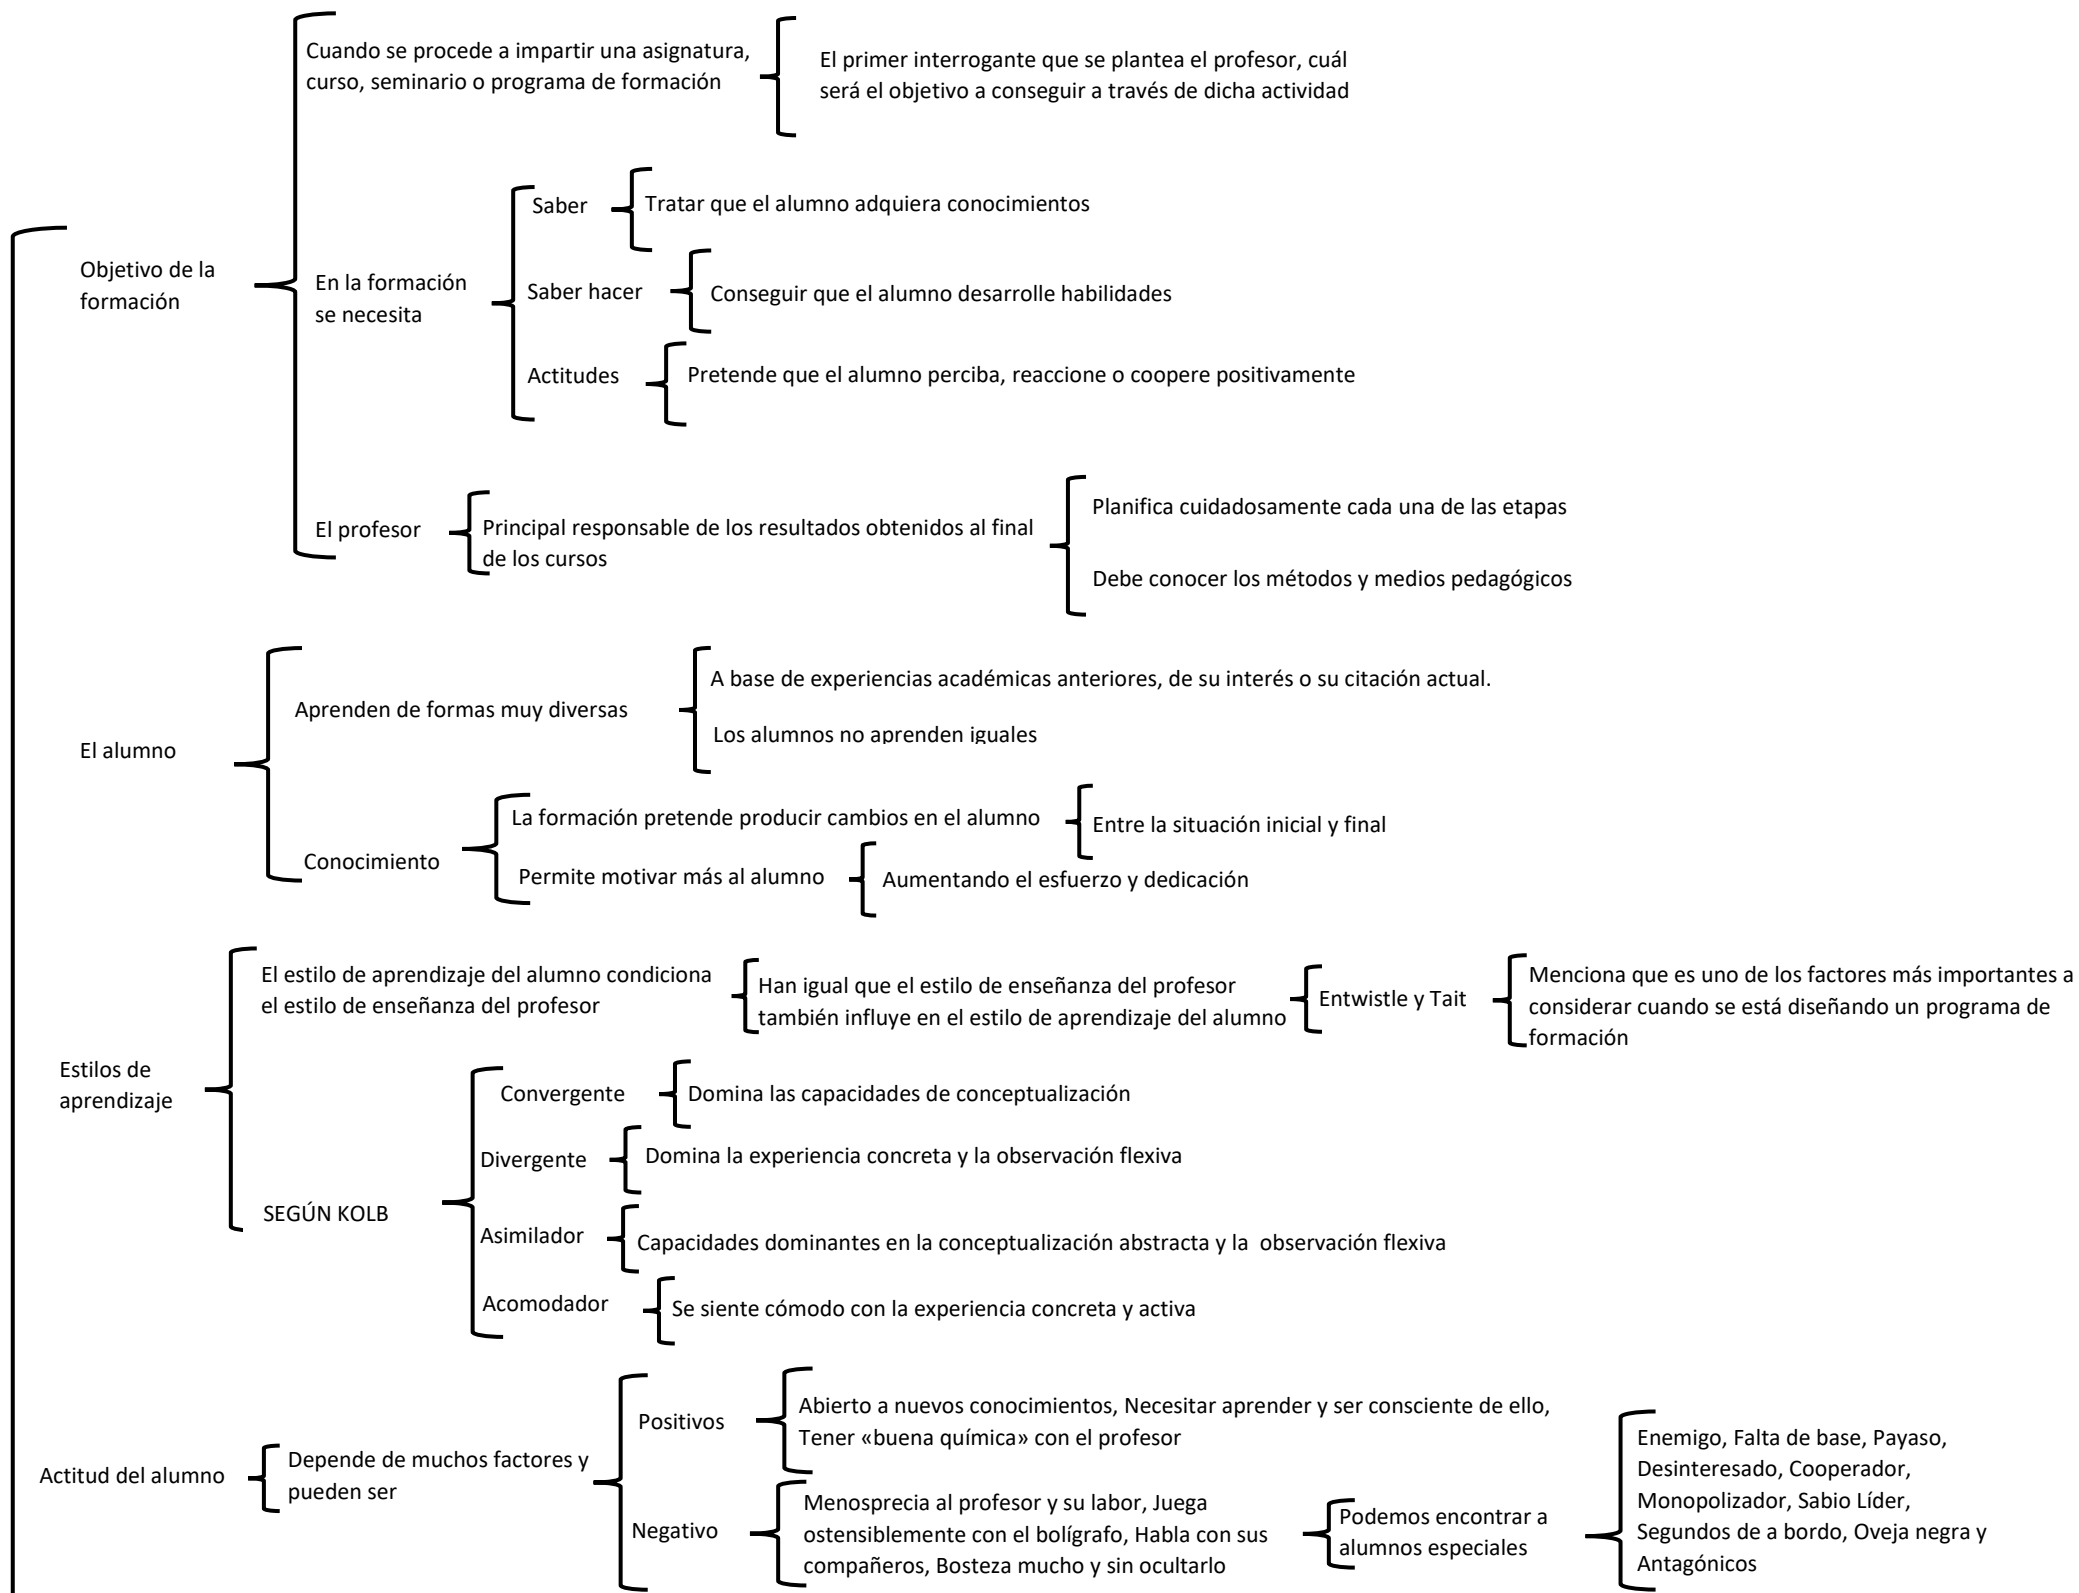 Cuando se procede a impartir una asignatura,
curso, seminario o programa de formación
El primer interrogante que se plantea el profesor, cuál
será el objetivo a conseguir a través de dicha actividad
Objetivo de la
formación
En la formación
se necesita
Saber
Tratar que el alumno adquiera conocimientos
Saber hacer
Conseguir que el alumno desarrolle habilidades
Actitudes
Pretende que el alumno perciba, reaccione o coopere positivamente
El profesor
Principal responsable de los resultados obtenidos al final
de los cursos
Planifica cuidadosamente cada una de las etapas
Debe conocer los métodos y medios pedagógicos
El alumno
Aprenden de formas muy diversas
A base de experiencias académicas anteriores, de su interés o su citación actual.
Los alumnos no aprenden iguales
Conocimiento
La formación pretende producir cambios en el alumno
Entre la situación inicial y final
Permite motivar más al alumno
Aumentando el esfuerzo y dedicación
Estilos de
aprendizaje
El estilo de aprendizaje del alumno condiciona
el estilo de enseñanza del profesor
Han igual que el estilo de enseñanza del profesor
también influye en el estilo de aprendizaje del alumno
Entwistle y Tait
Menciona que es uno de los factores más importantes a
considerar cuando se está diseñando un programa de
formación
SEGÚN KOLB
Convergente
Domina las capacidades de conceptualización
Divergente
Domina la experiencia concreta y la observación flexiva
Asimilador
Capacidades dominantes en la conceptualización abstracta y la observación flexiva
Acomodador
Se siente cómodo con la experiencia concreta y activa
Actitud del alumno
Depende de muchos factores y
pueden ser
Positivos
Abierto a nuevos conocimientos, Necesitar aprender y ser consciente de ello,
Tener «buena química» con el profesor
Negativo
Menosprecia al profesor y su labor, Juega
ostensiblemente con el bolígrafo, Habla con sus
compañeros, Bosteza mucho y sin ocultarlo
Podemos encontrar a
alumnos especiales
Enemigo, Falta de base, Payaso,
Desinteresado, Cooperador,
Monopolizador, Sabio Líder,
Segundos de a bordo, Oveja negra y
Antagónicos